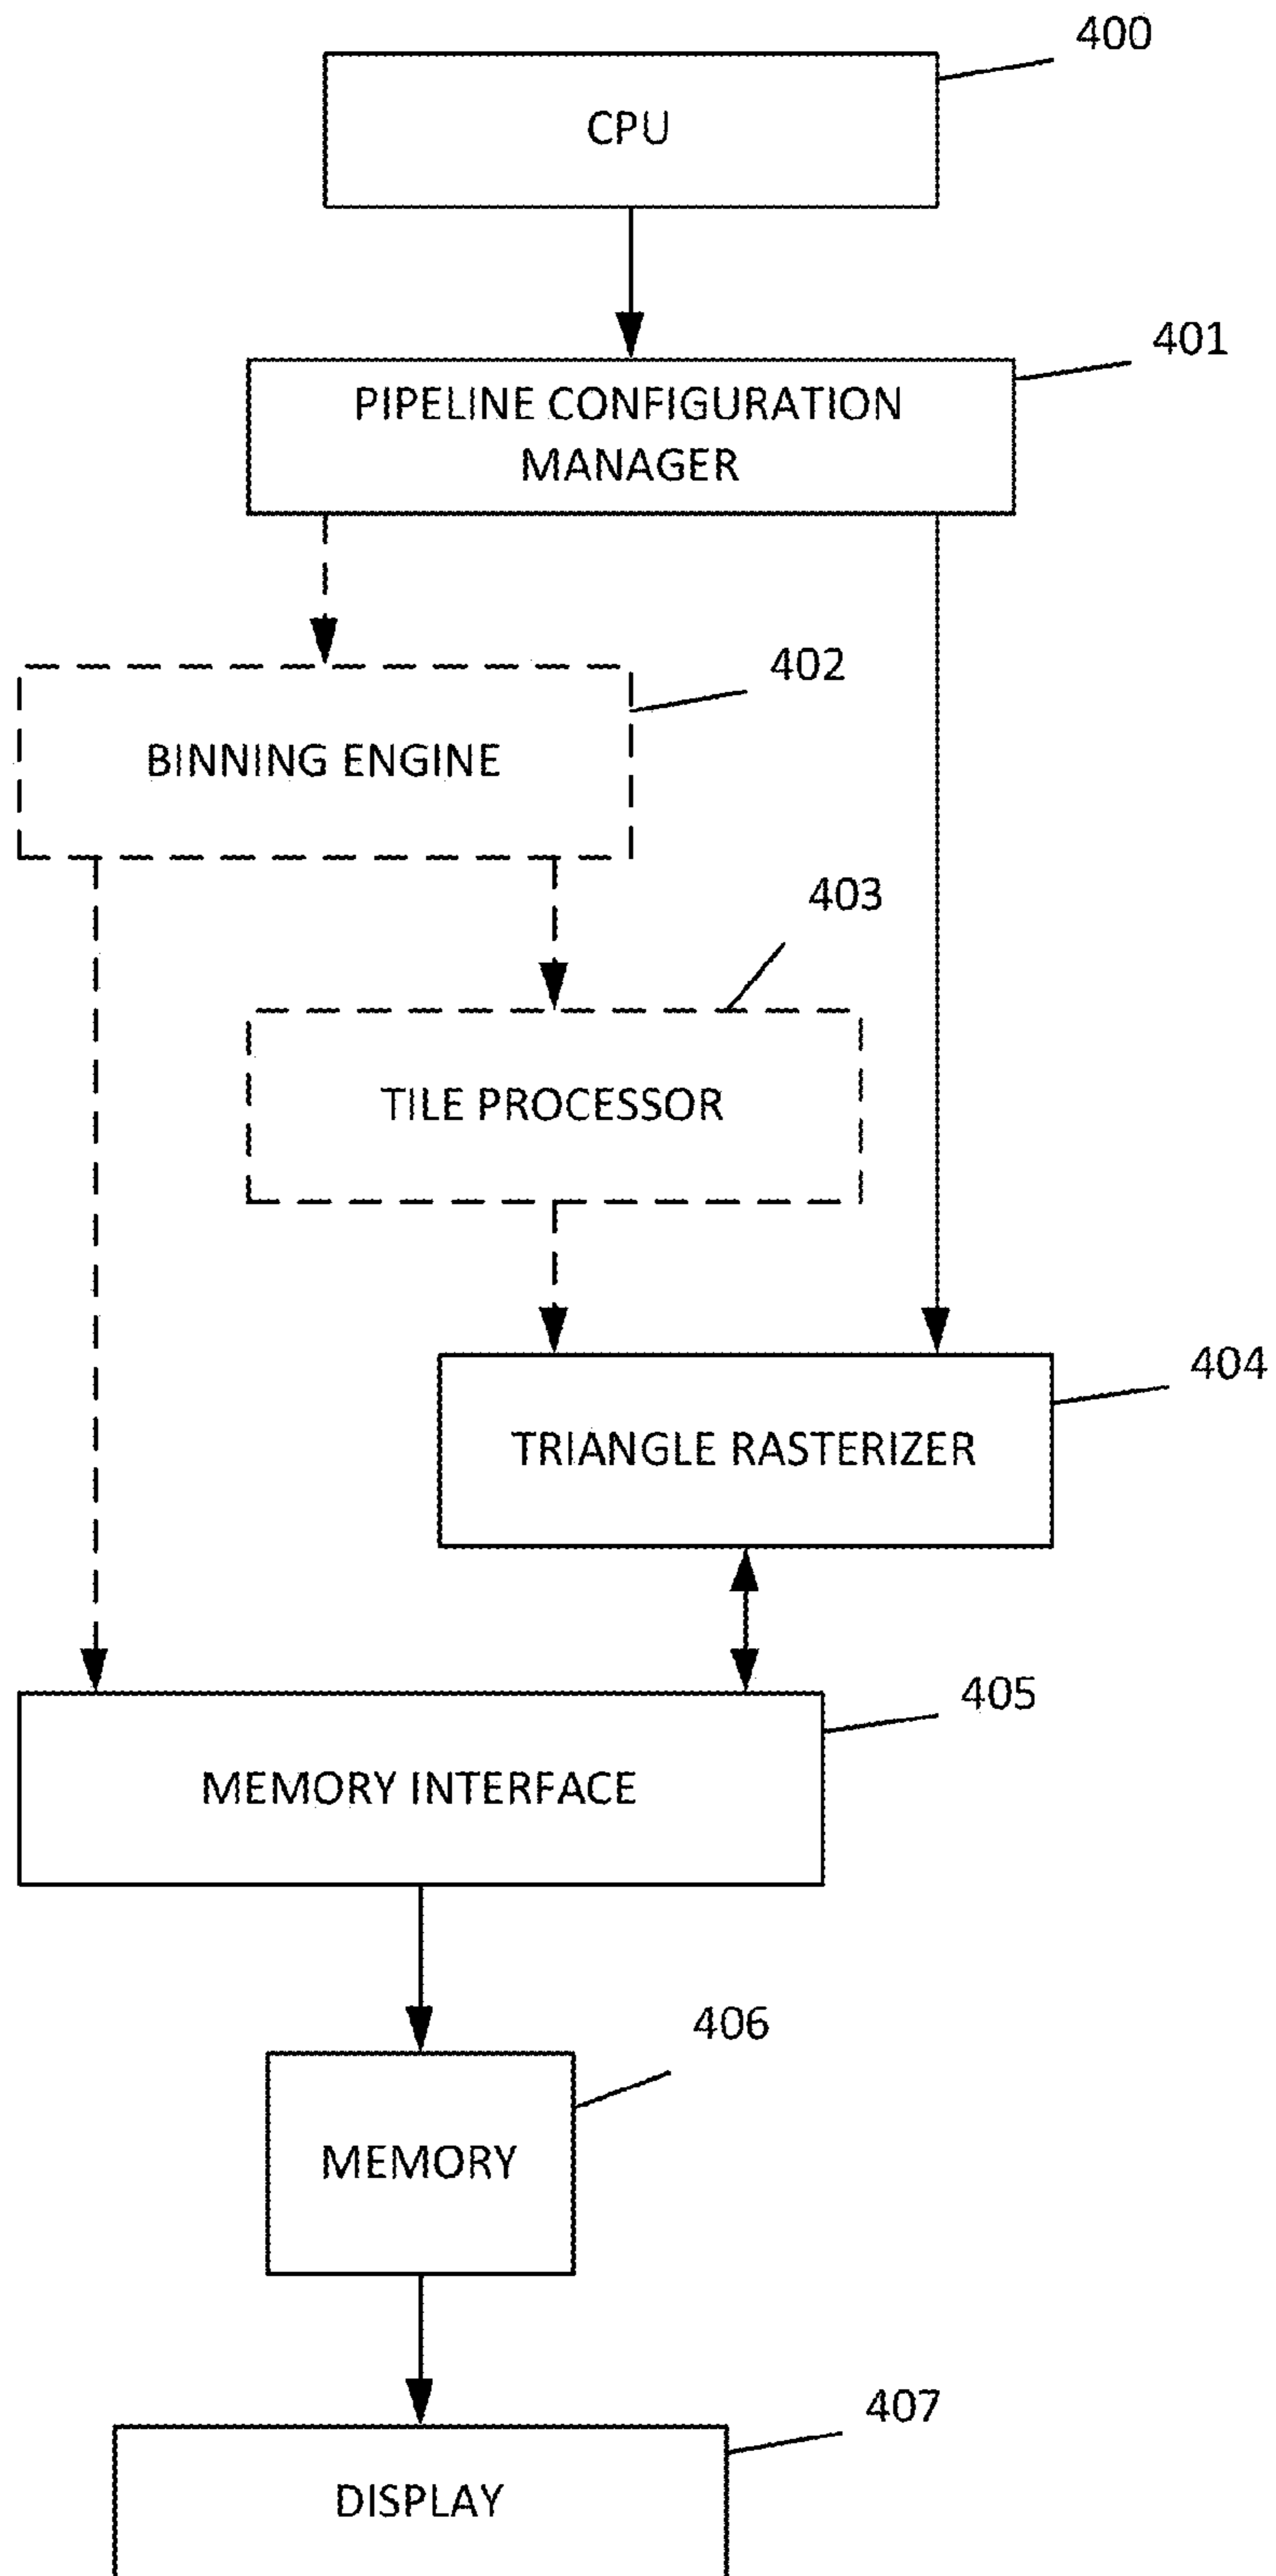 400
CPU
401
PIPELINE CONFIGURATION
MANAGER
402
BINNING ENGINE
403
TILE PROCESSOR
404
TRIANGLE RASTERIZER
405
MEMORY INTERFACE
406
MEMORY
407
DISPLAY